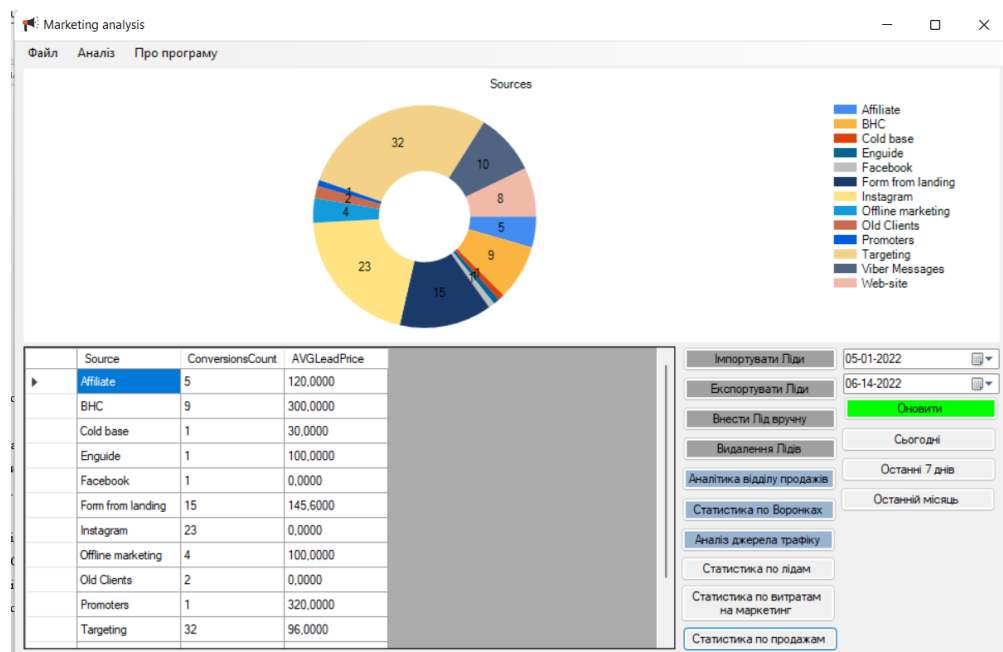 Marketing analysis
Файл Аналіз Про програму
Sources
32
10
8
5
9
1
1
1
15
23
4
2
1
Affiliate
BHC
Cold base
Enguide
Facebook
Form from landing
Instagram
Offline marketing
Old Clients
Promoters
Targeting
Viber Messages
Web-site
Source ConversionsCount AVGLeadPrice
Affiliate 5 120,0000
BHC 9 300,0000
Cold base 1 30,0000
Enguide 1 100,0000
Facebook 1 0,0000
Form from landing 15 145,6000
Instagram 23 0,0000
Offline marketing 4 100,0000
Old Clients 2 0,0000
Promoters 1 320,0000
Targeting 32 96,0000
Імпортувати Ліди
Експортувати Ліди
Внести Лід вручну
Видалення Лідів
Аналітика відділу продажів
Статистика по Воронках
Аналіз джерела трафіку
Статистика по лідам
Статистика по витратам
на маркетинг
Статистика по продажам
05-01-2022
06-14-2022
Оновити
Сьогодні
Останні 7 днів
Останній місяць